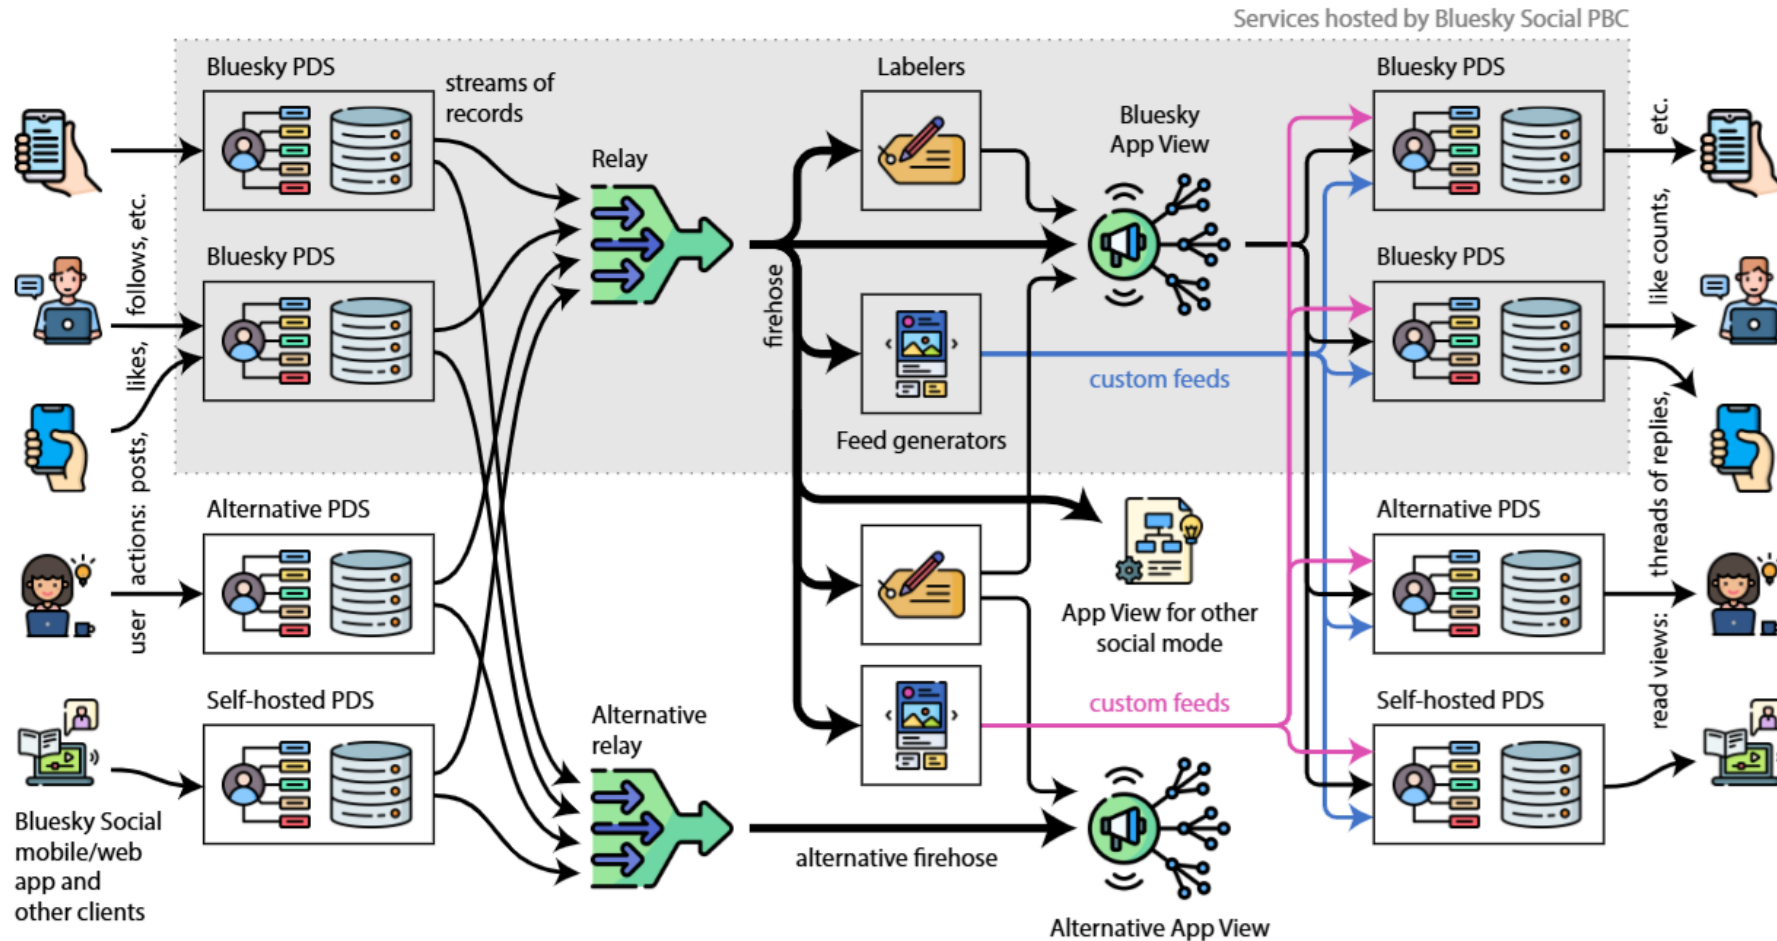 Services hosted by Bluesky Social PBC
Bluesky PDS
streams of
records
Labelers
Bluesky PDS
Bluesky
App View
Relay
etc.
Bluesky PDS
Bluesky PDS
firehose
custom feeds
Feed generators
user actions: posts, likes, follows, etc.
read views: threads of replies, like counts,
Alternative PDS
Alternative PDS
App View for other
social mode
Self-hosted PDS
custom feeds
Self-hosted PDS
Alternative
relay
Bluesky Social
mobile/web
app and
other clients
alternative firehose
Alternative App View